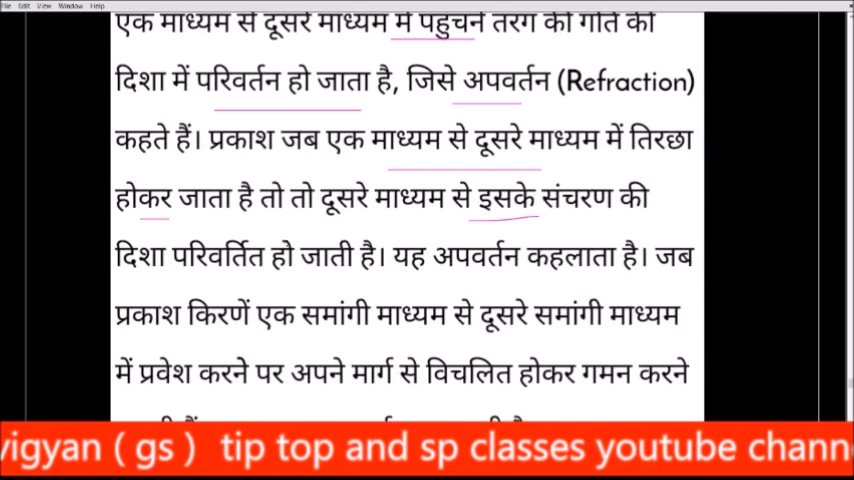 File Edit View Window Help
एक माध्यम से दूसरे माध्यम में पहुंचने तरंग की गति की
दिशा में परिवर्तन हो जाता है, जिसे अपवर्तन (Refraction)
कहते हैं। प्रकाश जब एक माध्यम से दूसरे माध्यम में तिरछा
होकर जाता है तो तो दूसरे माध्यम से इसके संचरण की
दिशा परिवर्तित हो जाती है। यह अपवर्तन कहलाता है। जब
प्रकाश किरणें एक समांगी माध्यम से दूसरे समांगी माध्यम
में प्रवेश करने पर अपने मार्ग से विचलित होकर गमन करने
vigyan ( gs ) tip top and sp classes youtube chann